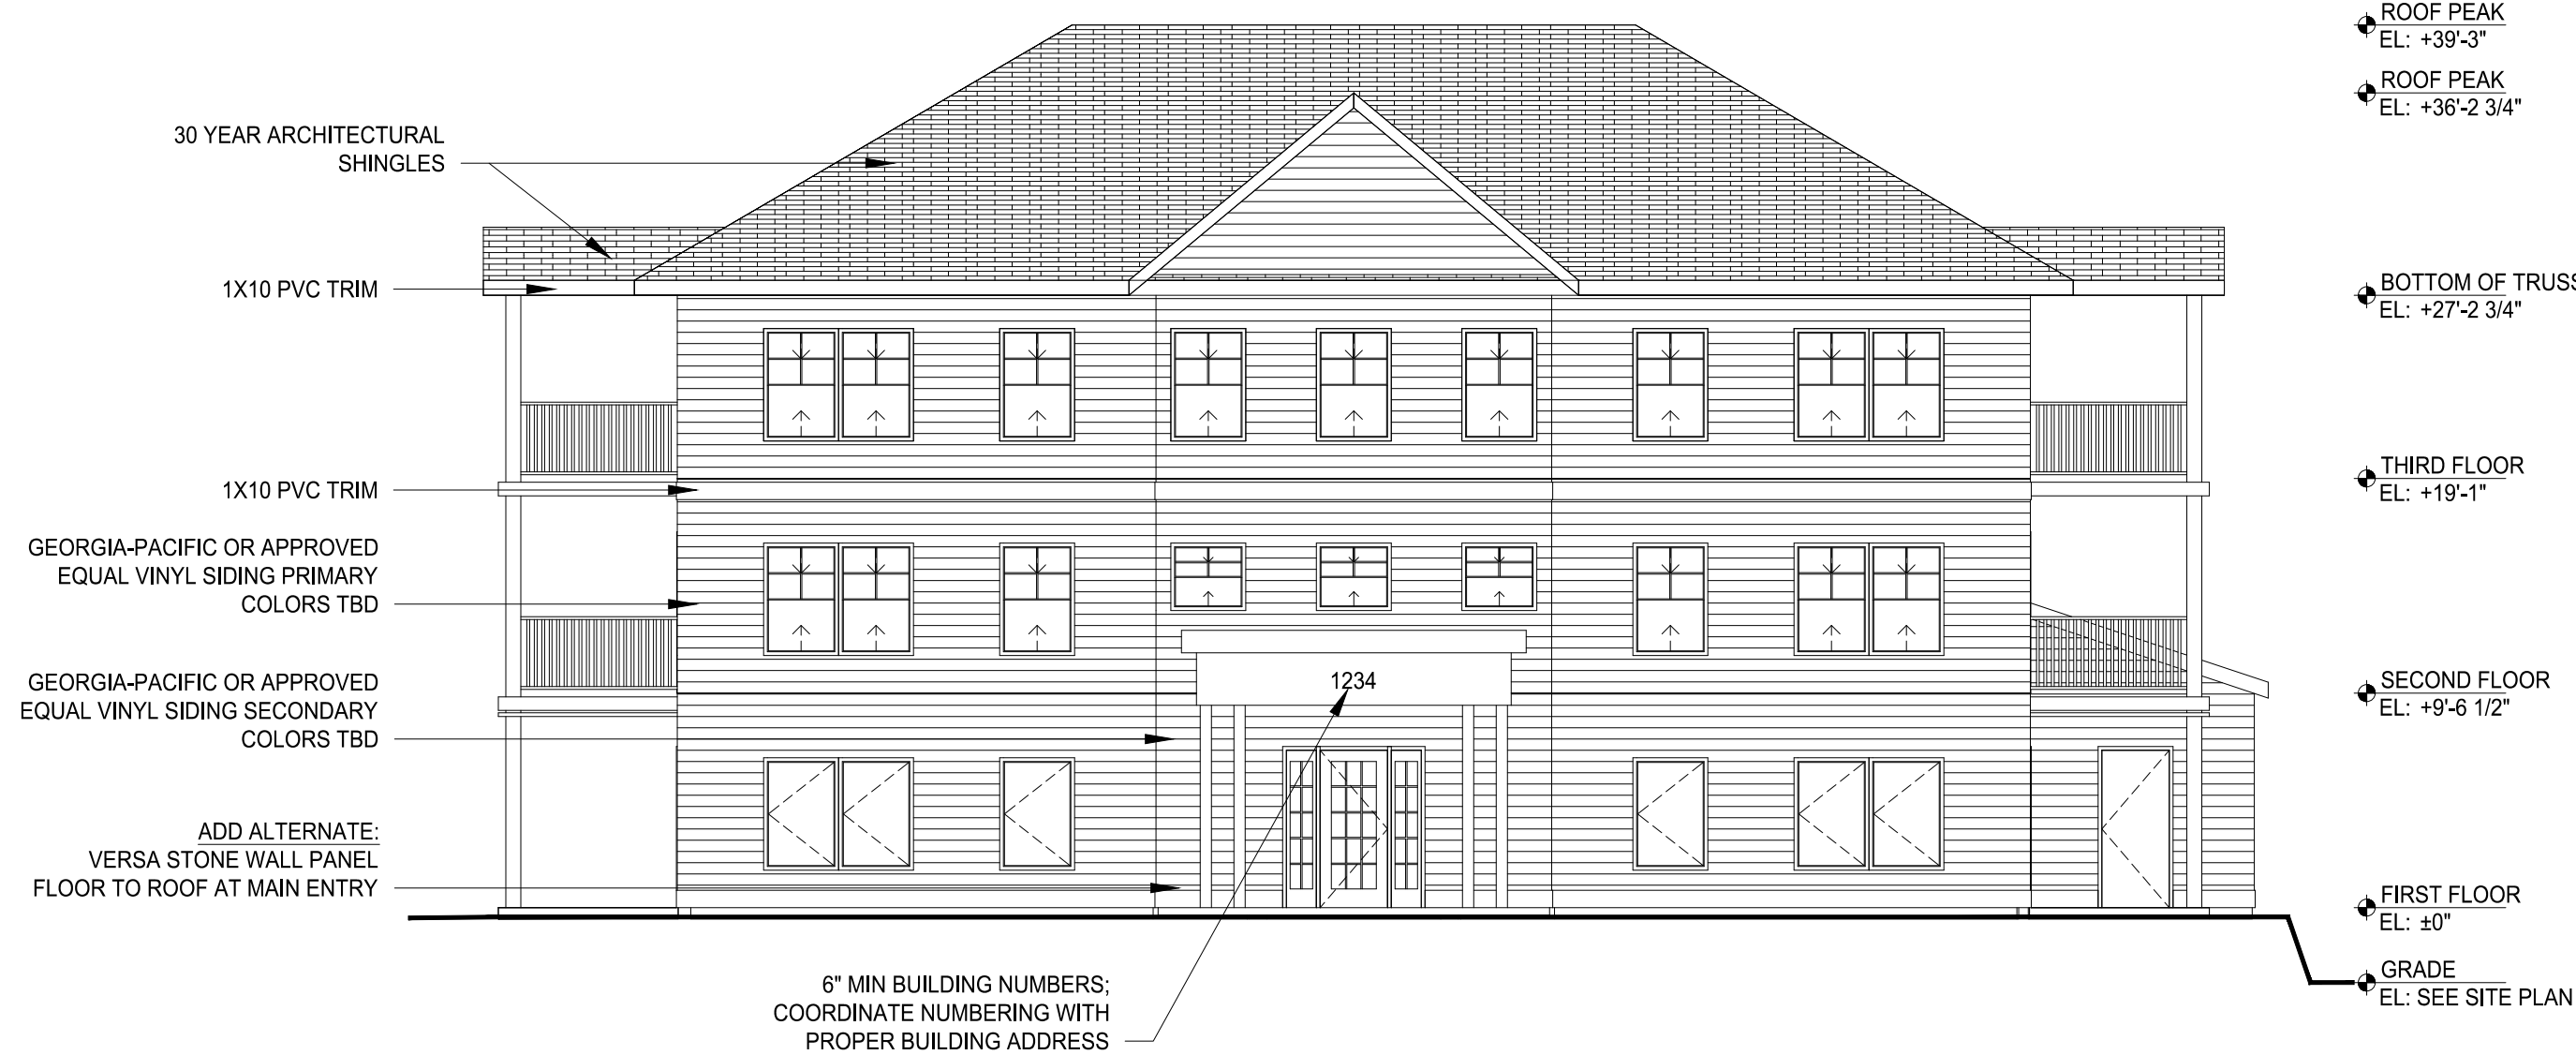 30 YEAR ARCHITECTURAL
SHINGLES
1X10 PVC TRIM
1X10 PVC TRIM
GEORGIA-PACIFIC OR APPROVED
EQUAL VINYL SIDING PRIMARY
COLORS TBD
GEORGIA-PACIFIC OR APPROVED
EQUAL VINYL SIDING SECONDARY
COLORS TBD
ADD ALTERNATE:
VERSA STONE WALL PANEL
FLOOR TO ROOF AT MAIN ENTRY
1234
6" MIN BUILDING NUMBERS;
COORDINATE NUMBERING WITH
PROPER BUILDING ADDRESS
ROOF PEAK
EL: +39'-3"
ROOF PEAK
EL: +36'-2 3/4"
BOTTOM OF TRUSS
EL: +27'-2 3/4"
THIRD FLOOR
EL: +19'-1"
SECOND FLOOR
EL: +9'-6 1/2"
FIRST FLOOR
EL: ±0"
GRADE
EL: SEE SITE PLAN